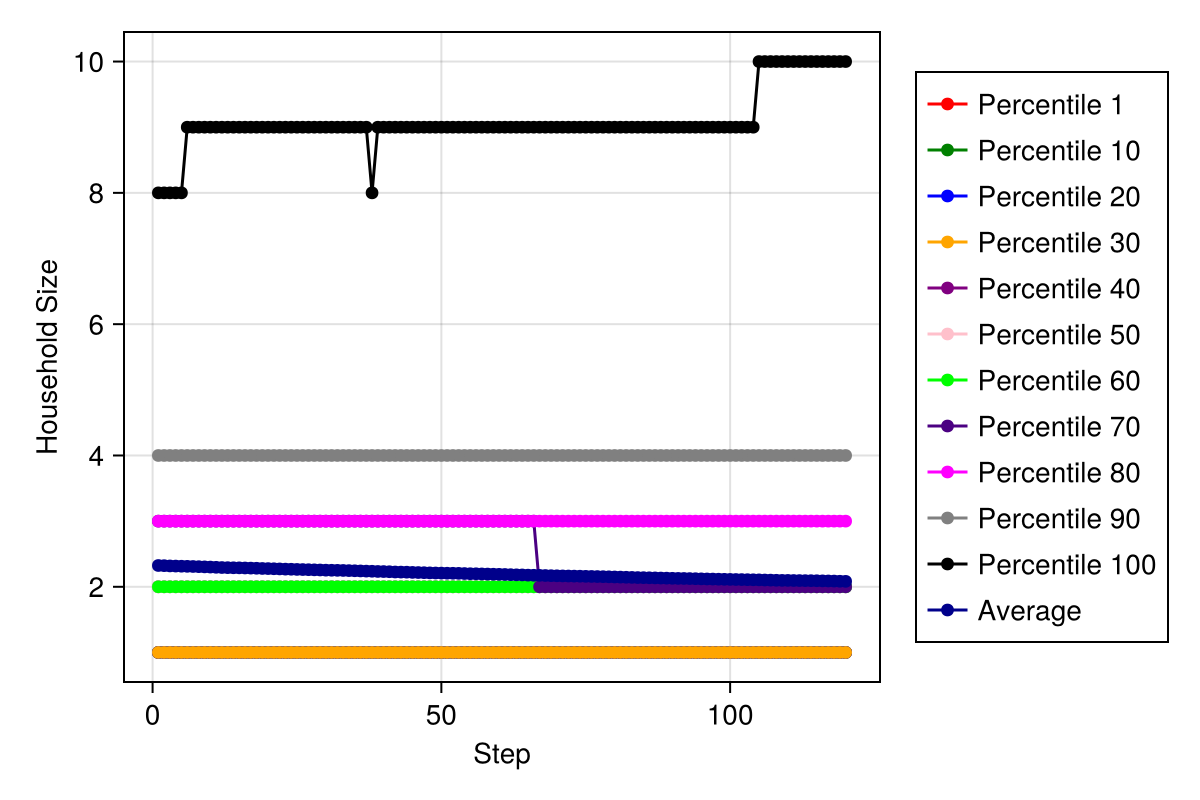 10
8
6
4
2
Household Size
0
50
100
Step
Percentile 1
Percentile 10
Percentile 20
Percentile 30
Percentile 40
Percentile 50
Percentile 60
Percentile 70
Percentile 80
Percentile 90
Percentile 100
Average